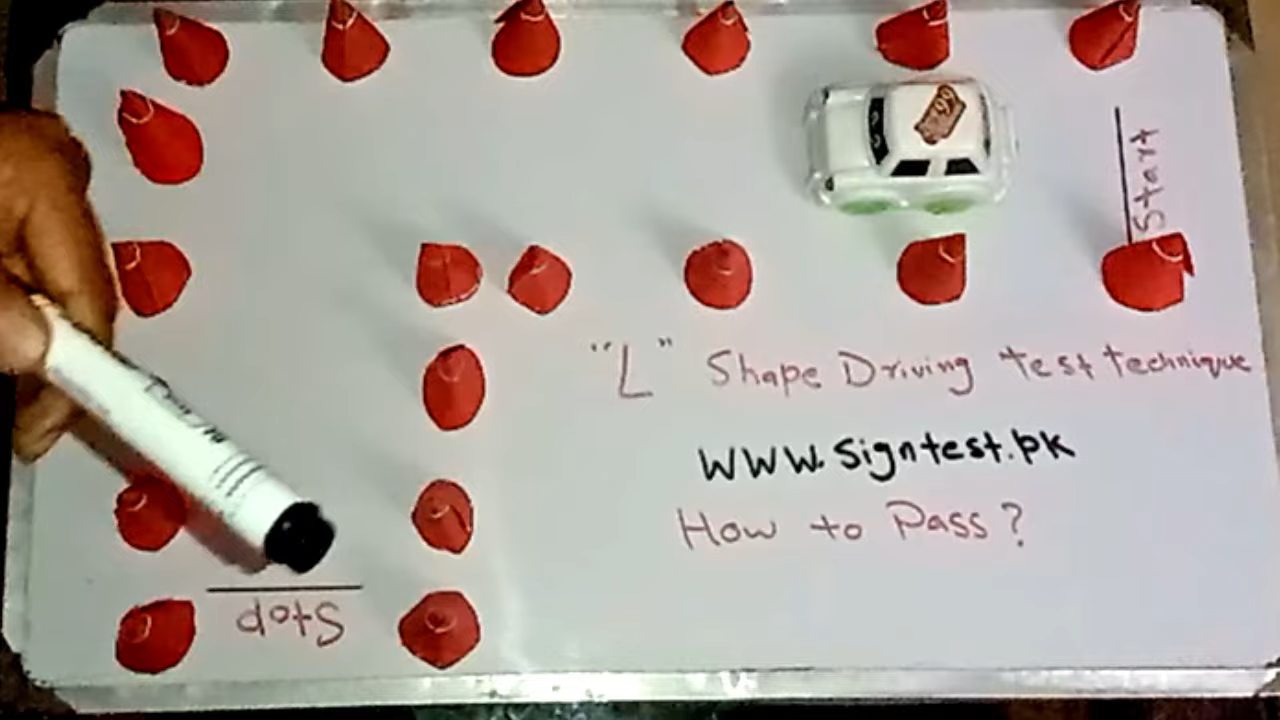 Start
"L" Shape Driving test technique
WWW.Signtest.pk
How to Pass?
Stop